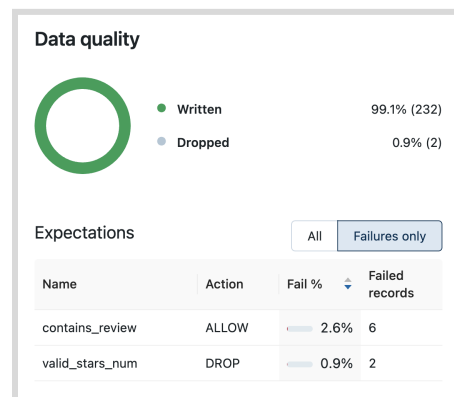 Data quality
Written 99.1% (232)
Dropped 0.9% (2)
Expectations All Failures only
Name Action Fail % Failed records
contains_review ALLOW 2.6% 6
valid_stars_num DROP 0.9% 2